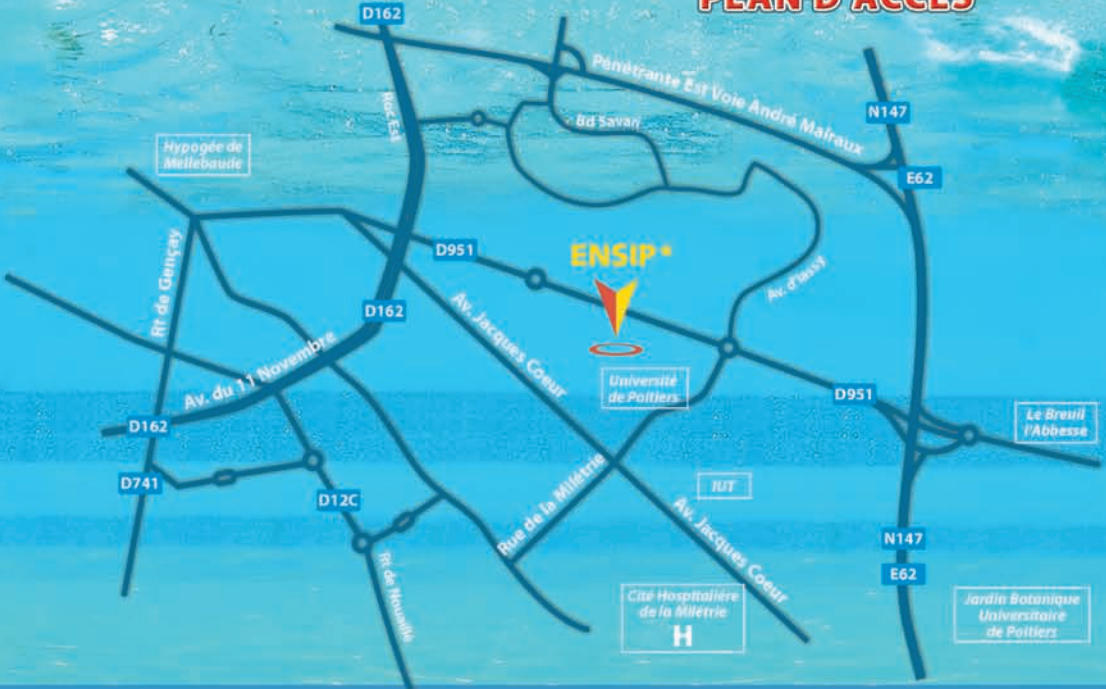 PLAN D'ACCÈS
D162
Pénétrante Est Voie André Malraux
Roc Est
Bd Savari
N147
Hypogée de
Mellebaude
E62
D951
ENSIP*
Rt de Gençay
Av. d'Iassy
D162
Av. Jacques Coeur
Av. du 11 Novembre
Université
de Poitiers
D951
Le Breuil
l'Abbesse
D162
D741
D12C
IUT
Rue de la Milétrie
Av. Jacques Coeur
N147
E62
Rt de Nouaillé
Cité Hospitalière
de la Milétrie
H
Jardin Botanique
Universitaire
de Poitiers